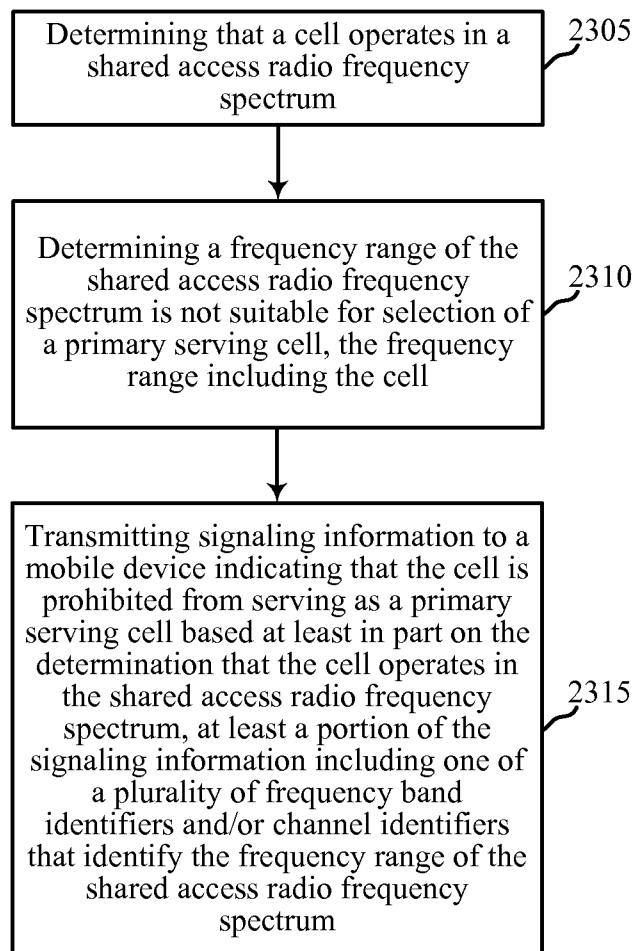 Determining that a cell operates in a
shared access radio frequency
spectrum
2305
Determining a frequency range of the
shared access radio frequency
spectrum is not suitable for selection of
a primary serving cell, the frequency
range including the cell
2310
Transmitting signaling information to a
mobile device indicating that the cell is
prohibited from serving as a primary
serving cell based at least in part on the
determination that the cell operates in
the shared access radio frequency
spectrum, at least a portion of the
signaling information including one of
a plurality of frequency band
identifiers and/or channel identifiers
that identify the frequency range of the
shared access radio frequency
spectrum
2315